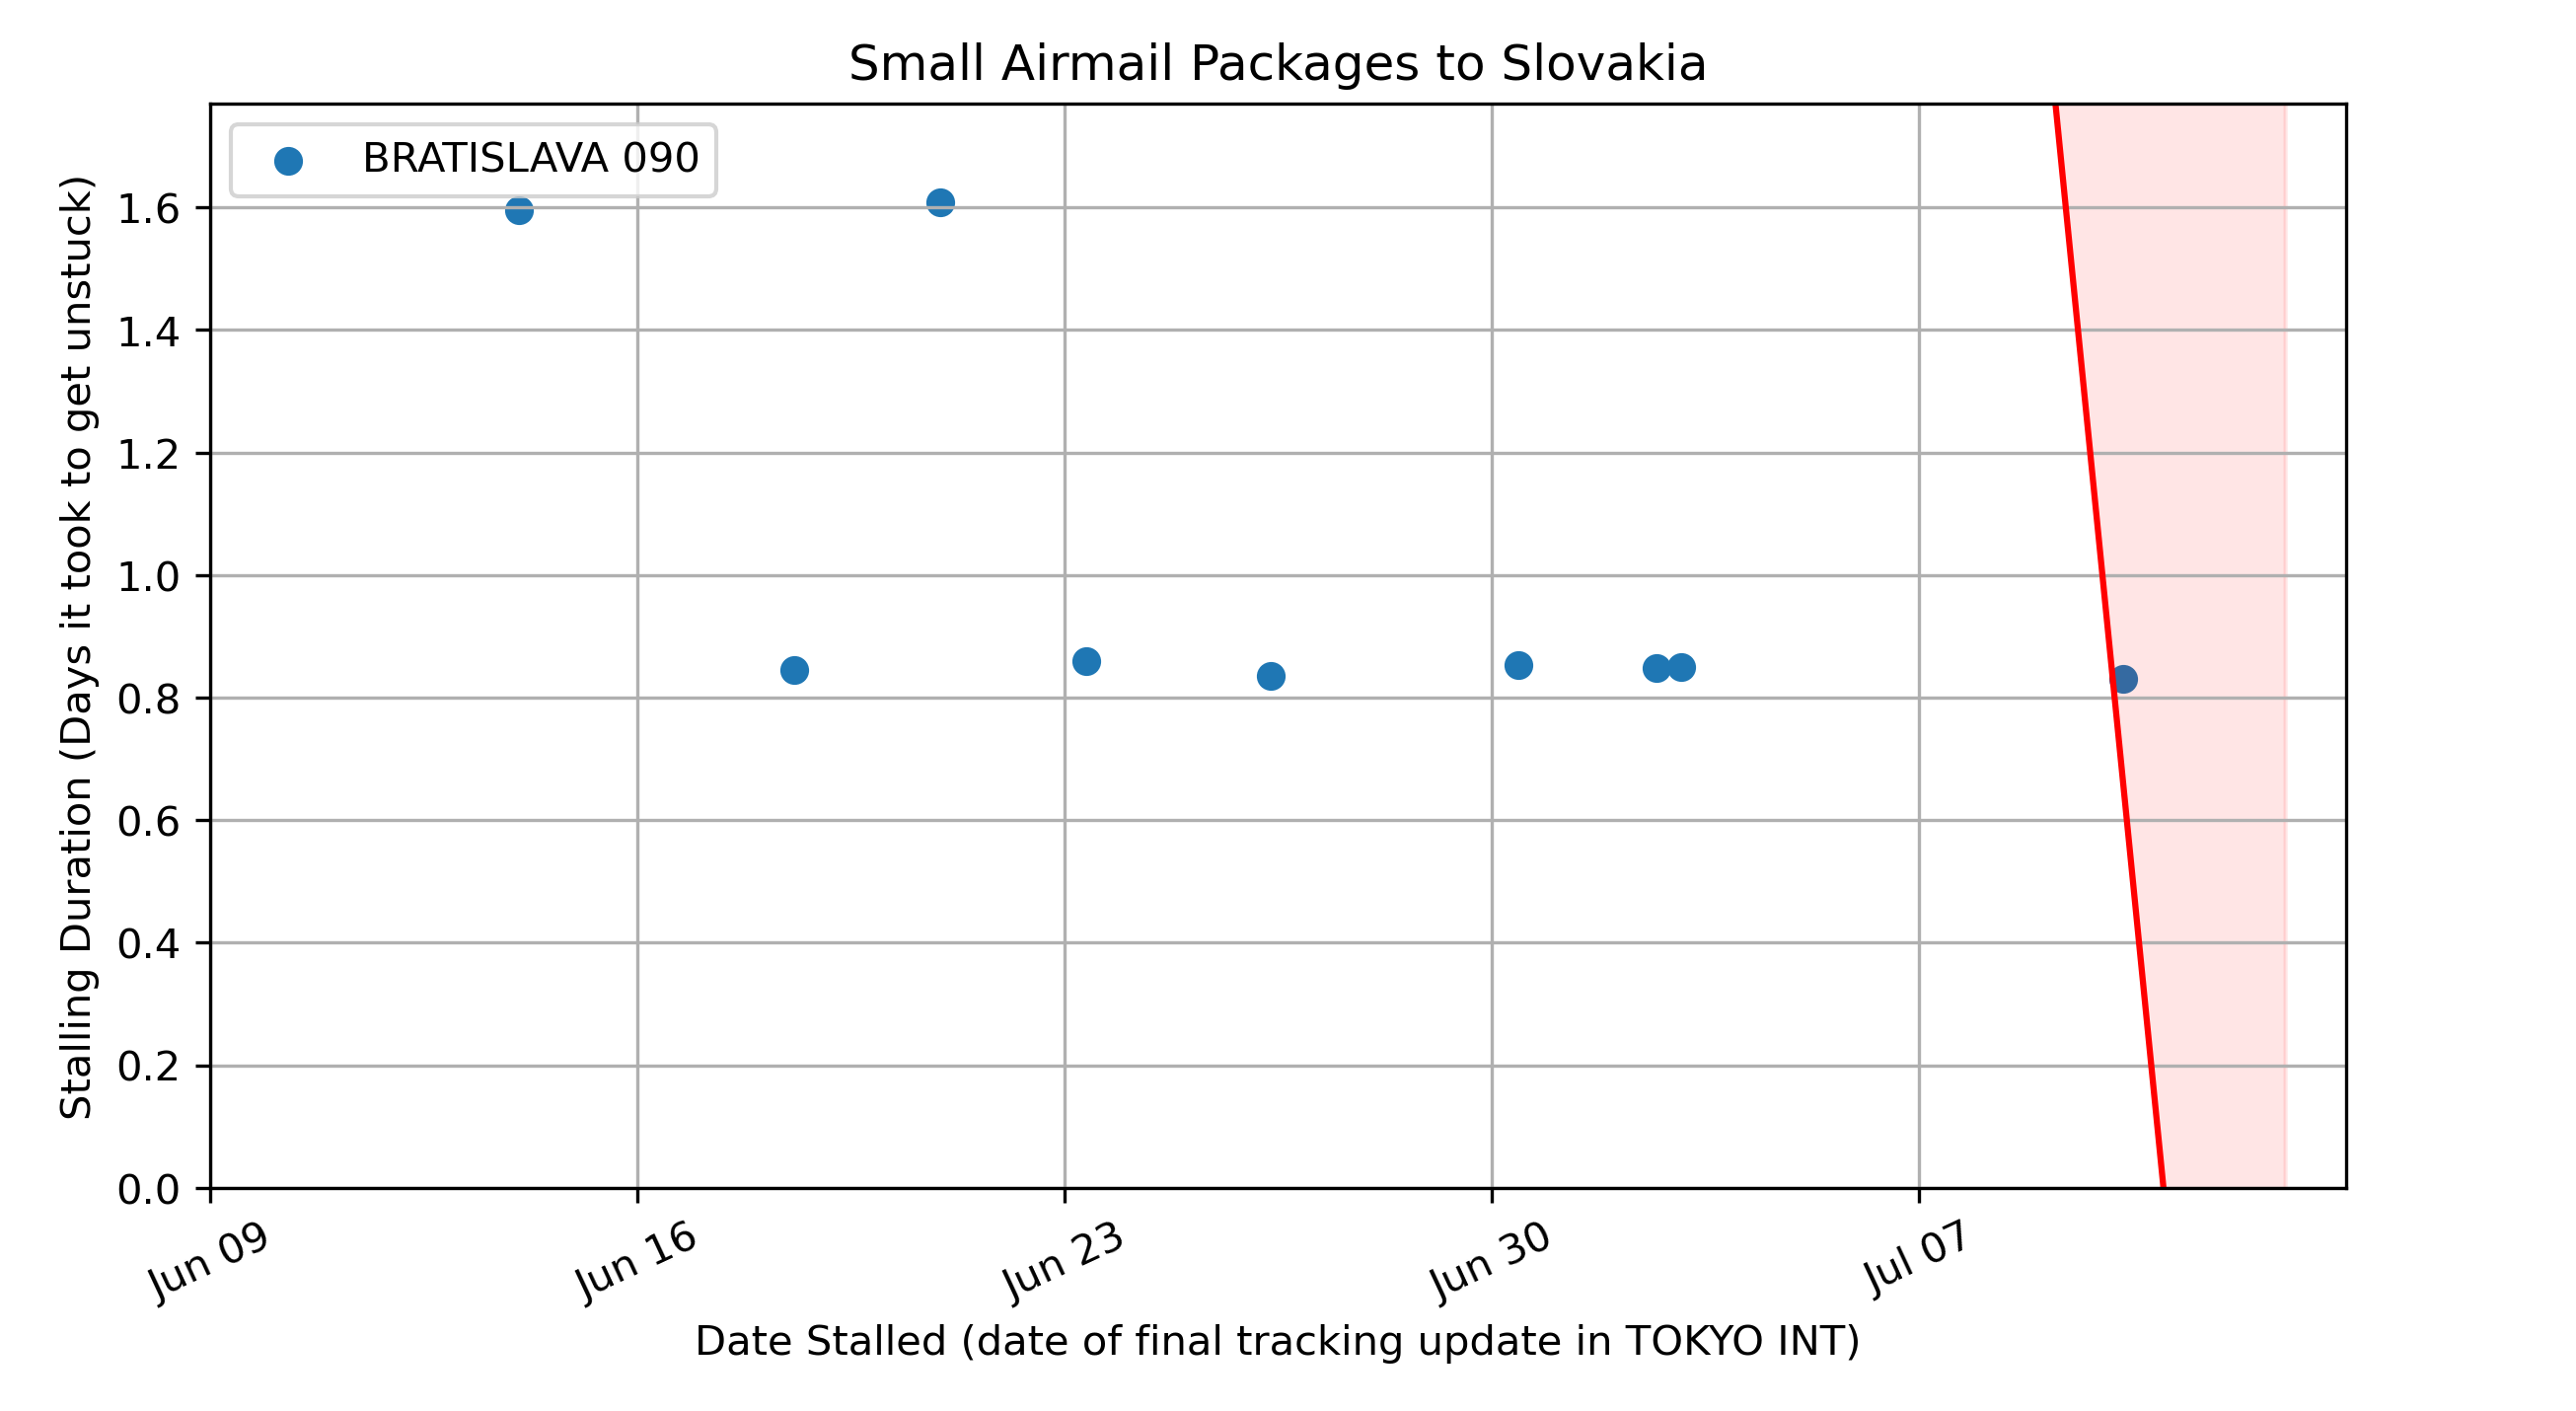 Small Airmail Packages to Slovakia
BRATISLAVA 090
Stalling Duration (Days it took to get unstuck)
1.6
1.4
1.2
1.0
0.8
0.6
0.4
0.2
0.0
Jun 09
Jun 16
Jun 23
Jun 30
Jul 07
Date Stalled (date of final tracking update in TOKYO INT)